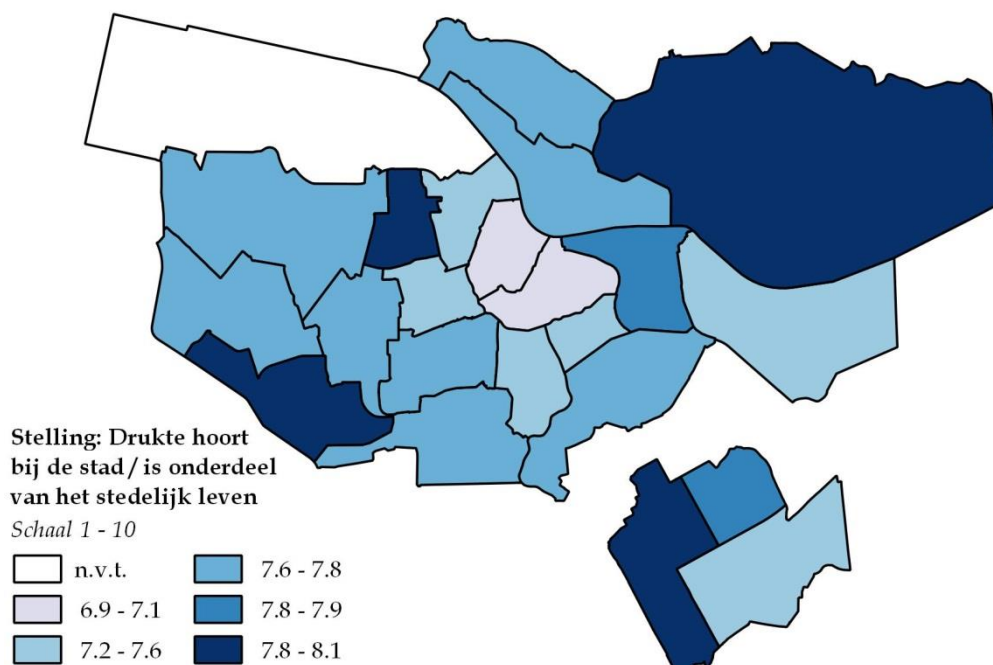 Stelling: Drukte hoort
bij de stad/is onderdeel
van het stedelijk leven
Schaal 1 - 10
n.v.t.
6.9 - 7.1
7.2 - 7.6
7.6 - 7.8
7.8 - 7.9
7.8 - 8.1